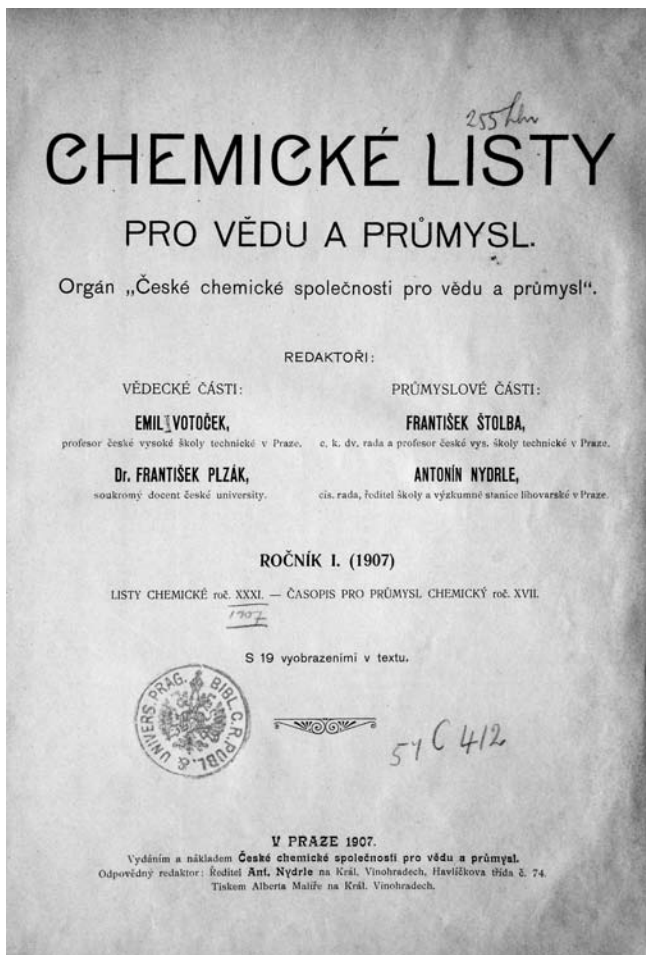 255
CHEMICKÉ LISTY
PRO VĚDU A PRŮMYSL.
Orgán „České chemické společnosti pro vědu a průmysl“.
REDAKTOŘI:
VĚDECKÉ ČÁSTI:
EMIL VOTOČEK,
profesor české vysoké školy technické v Praze.
Dr. FRANTIŠEK PLZÁK,
soukromý docent české university.
PRŮMYSLOVÉ ČÁSTI:
FRANTIŠEK ŠTOLBA,
c. k. dv. rada a profesor české vys. školy technické v Praze.
ANTONÍN NYDRLE,
cís. rada, ředitel školy a výzkumné stanice lihovarské v Praze.
ROČNÍK I. (1907)
LISTY CHEMICKÉ roč. XXXI. — ČASOPIS PRO PRŮMYSL CHEMICKÝ roč. XVII.
1907
S 19 vyobrazeními v textu.
BIBL. C. R. PUBL. & UNIVERS. PRAG.
51 C 412
V PRAZE 1907.
Vydáním a nákladem České chemické společnosti pro vědu a průmysl.
Odpovědný redaktor: Ředitel Ant. Nydrle na Král. Vinohradech, Havlíčkova třída č. 74.
Tiskem Alberta Malíře na Král. Vinohradech.